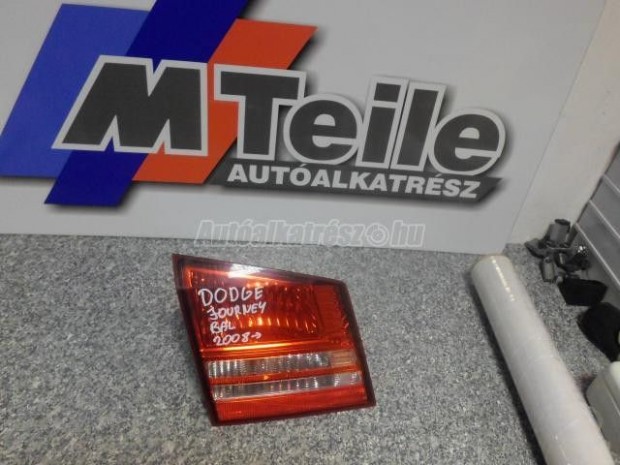 MTeile
AUTÓALKATRÉSZ
Autóalkatrész.hu
DODGE
JOURNEY
BAL
2008→